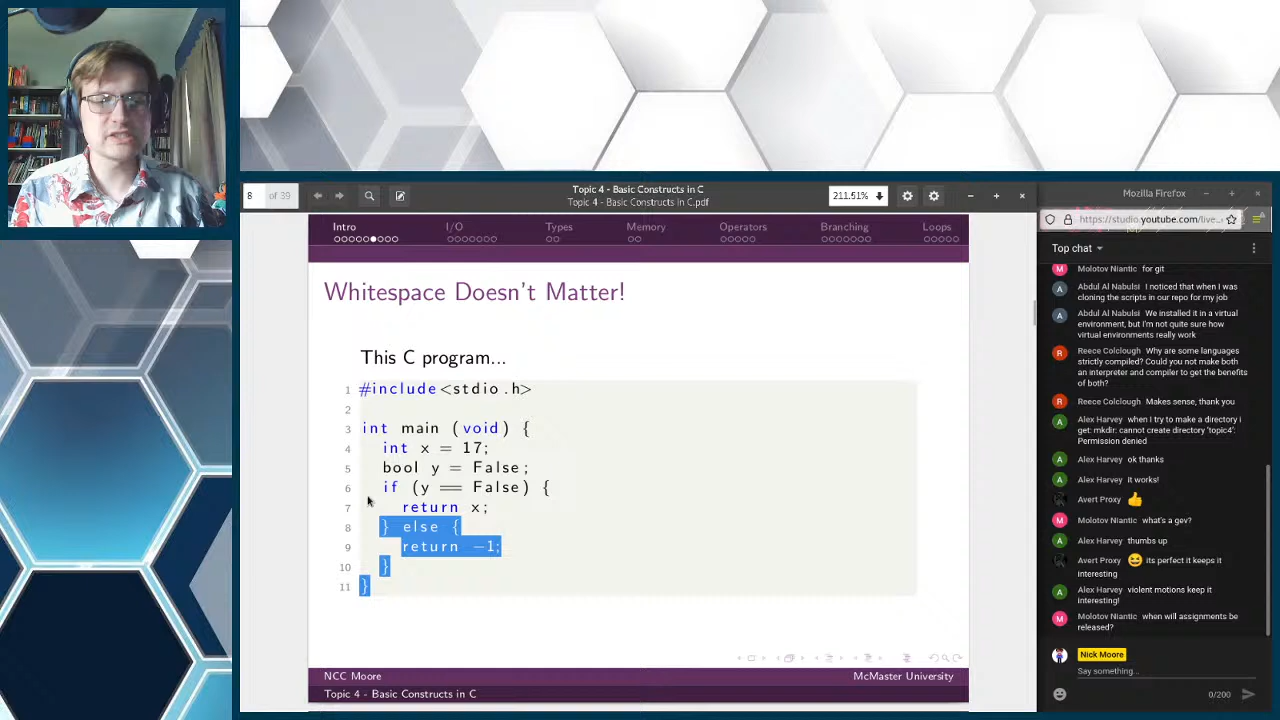 8 of 39
Topic 4 - Basic Constructs in C
Topic 4 - Basic Constructs In C.pdf
211.51%
Intro I/O Types Memory Operators Branching Loops
Whitespace Doesn't Matter!
This C program...
1 #include<stdio.h>
2
3 int main (void) {
4 int x = 17;
5 bool y = False;
6 if (y == False) {
7 return x;
8 } else {
9 return -1;
10 }
11 }
NCC Moore McMaster University
Topic 4 - Basic Constructs in C
Mozilla Firefox
https://studio.youtube.com/live
Top chat
Molotov Niantic for git
Abdul Al Nabulsi I noticed that when I was
cloning the scripts in our repo for my job
Abdul Al Nabulsi We installed it in a virtual
environment, but I'm not quite sure how
virtual environments really work
Reece Colclough Why are some languages
strictly compiled? Could you not make both
an interpreter and compiler to get the benefits
of both?
Reece Colclough Makes sense, thank you
Alex Harvey when I try to make a directory i
get: mkdir: cannot create directory 'topic4':
Permission denied
Alex Harvey ok thanks
Alex Harvey it works!
Avert Proxy 👍
Molotov Niantic what's a gev?
Alex Harvey thumbs up
Avert Proxy 😆 its perfect it keeps it
interesting
Alex Harvey violent motions keep it
interesting!
Molotov Niantic when will assignments be
released?
Nick Moore
Say something...
0/200